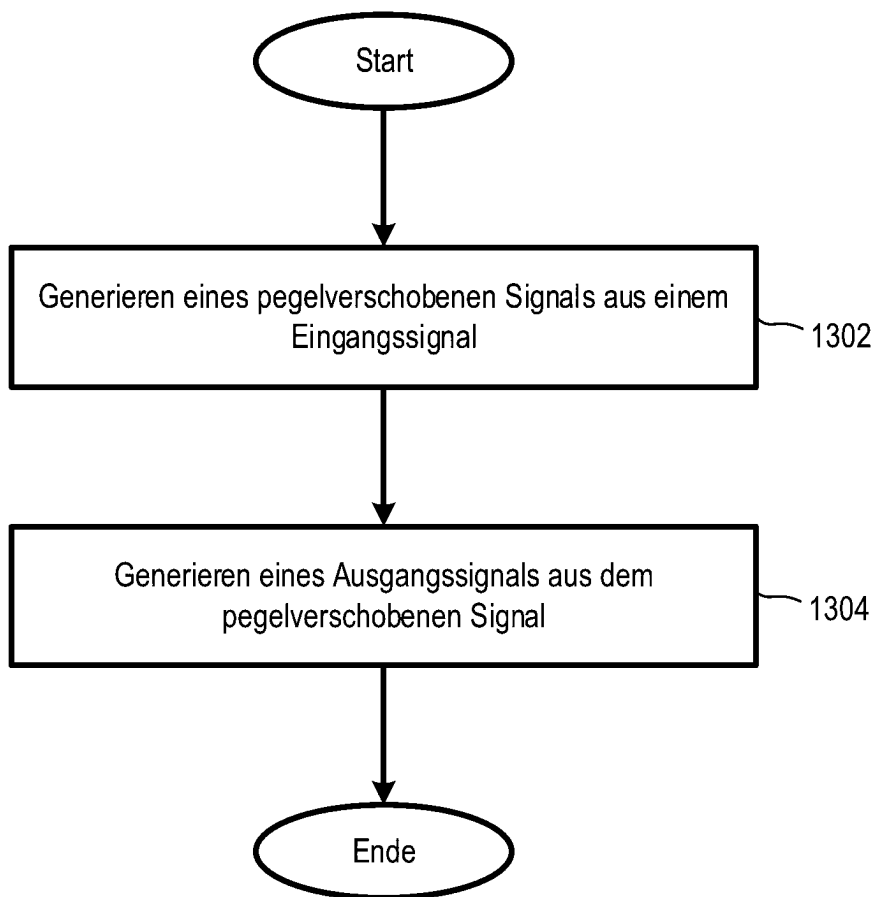 Start
Generieren eines pegelverschobenen Signals aus einem
Eingangssignal
1302
Generieren eines Ausgangssignals aus dem
pegelverschobenen Signal
1304
Ende